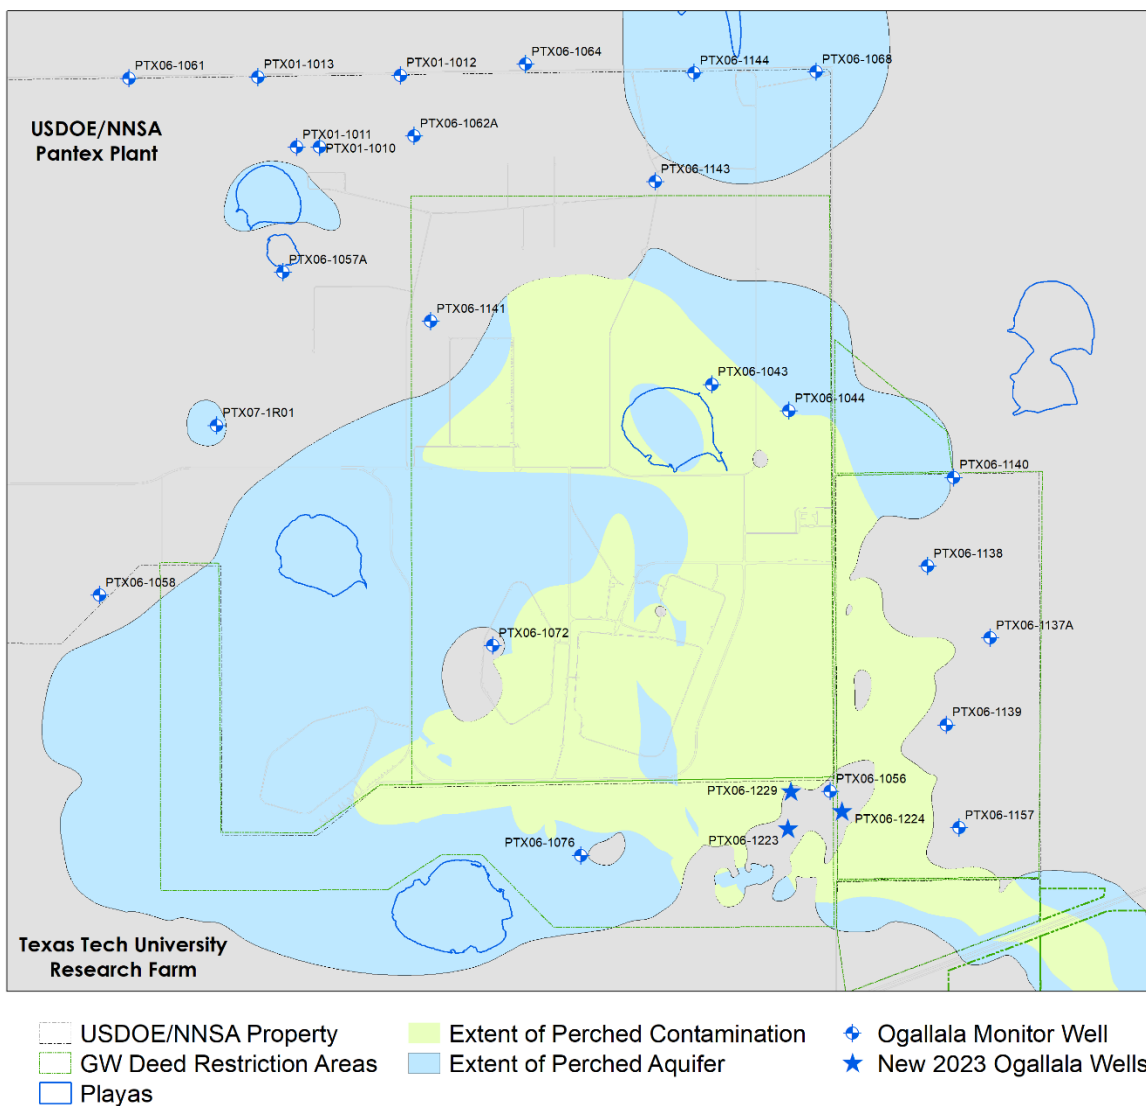 PTX06-1064
PTX06-1061
PTX01-1013
PTX01-1012
PTX06-1144
PTX06-1068
USDOE/NNSA
Pantex Plant
PTX06-1062A
PTX01-1011
PTX01-1010
PTX06-1143
PTX06-1057A
PTX06-1141
PTX06-1043
PTX06-1044
PTX07-1R01
PTX06-1140
PTX06-1138
PTX06-1058
PTX06-1072
PTX06-1137A
PTX06-1139
PTX06-1229
PTX06-1056
PTX06-1224
PTX06-1157
PTX06-1223
PTX06-1076
Texas Tech University
Research Farm
USDOE/NNSA Property
Extent of Perched Contamination
Ogallala Monitor Well
GW Deed Restriction Areas
Extent of Perched Aquifer
New 2023 Ogallala Wells
Playas